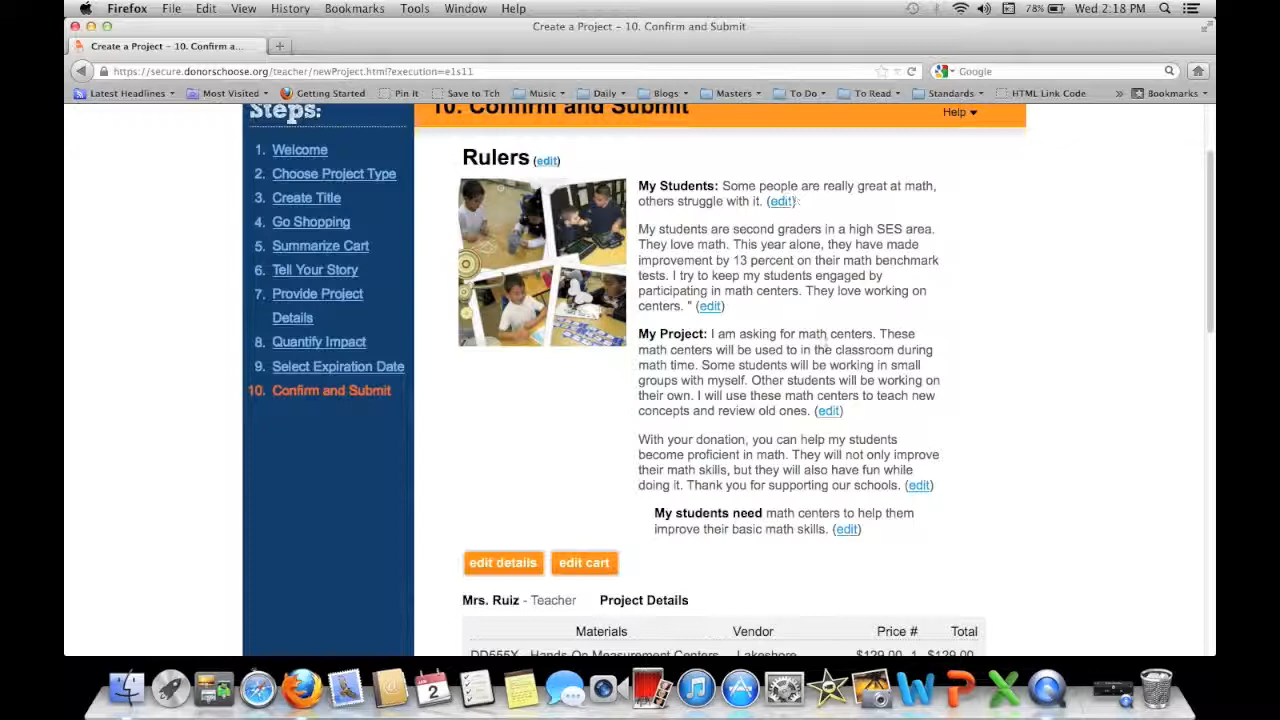 Firefox File Edit View History Bookmarks Tools Window Help 78% Wed 2:18 PM
Create a Project - 10. Confirm and Submit
Create a Project - 10. Confirm a...
https://secure.donorschoose.org/teacher/newProject.html?execution=e1s11 Google
Latest Headlines Most Visited Getting Started Pin It Save to Tch Music Daily Blogs Masters To Do To Read Standards HTML Link Code » Bookmarks
Steps:
1. Welcome
2. Choose Project Type
3. Create Title
4. Go Shopping
5. Summarize Cart
6. Tell Your Story
7. Provide Project
Details
8. Quantify Impact
9. Select Expiration Date
10. Confirm and Submit
10. Confirm and Submit
Help
Rulers (edit)
My Students: Some people are really great at math,
others struggle with it. (edit)
My students are second graders in a high SES area.
They love math. This year alone, they have made
improvement by 13 percent on their math benchmark
tests. I try to keep my students engaged by
participating in math centers. They love working on
centers. " (edit)
My Project: I am asking for math centers. These
math centers will be used to in the classroom during
math time. Some students will be working in small
groups with myself. Other students will be working on
their own. I will use these math centers to teach new
concepts and review old ones. (edit)
With your donation, you can help my students
become proficient in math. They will not only improve
their math skills, but they will also have fun while
doing it. Thank you for supporting our schools. (edit)
My students need math centers to help them
improve their basic math skills. (edit)
edit details edit cart
Mrs. Ruiz - Teacher Project Details
Materials Vendor Price # Total
DD555X - Hands-On Measurement Centers Lakeshore $129.00 1 $129.00
2